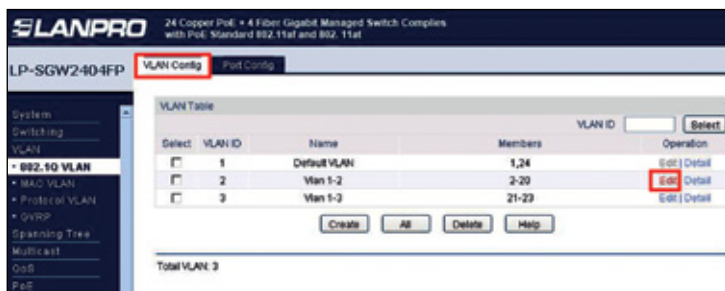 LANPRO
24 Copper PoE + 4 Fiber Gigabit Managed Switch Complies
with PoE Standard 802.11af and 802. 11at
LP-SGW2404FP
VLAN Config Port Config
System
Switching
VLAN
• 802.1Q VLAN
• MAC VLAN
• Protocol VLAN
• GVRP
Spanning Tree
Multicast
QoS
PoE
VLAN Table
VLAN ID Select
Select VLAN ID Name Members Operation
1 Default VLAN 1,24 Edit | Detail
2 Vlan 1-2 2-20 Edit | Detail
3 Vlan 1-3 21-23 Edit | Detail
Create All Delete Help
Total VLAN: 3